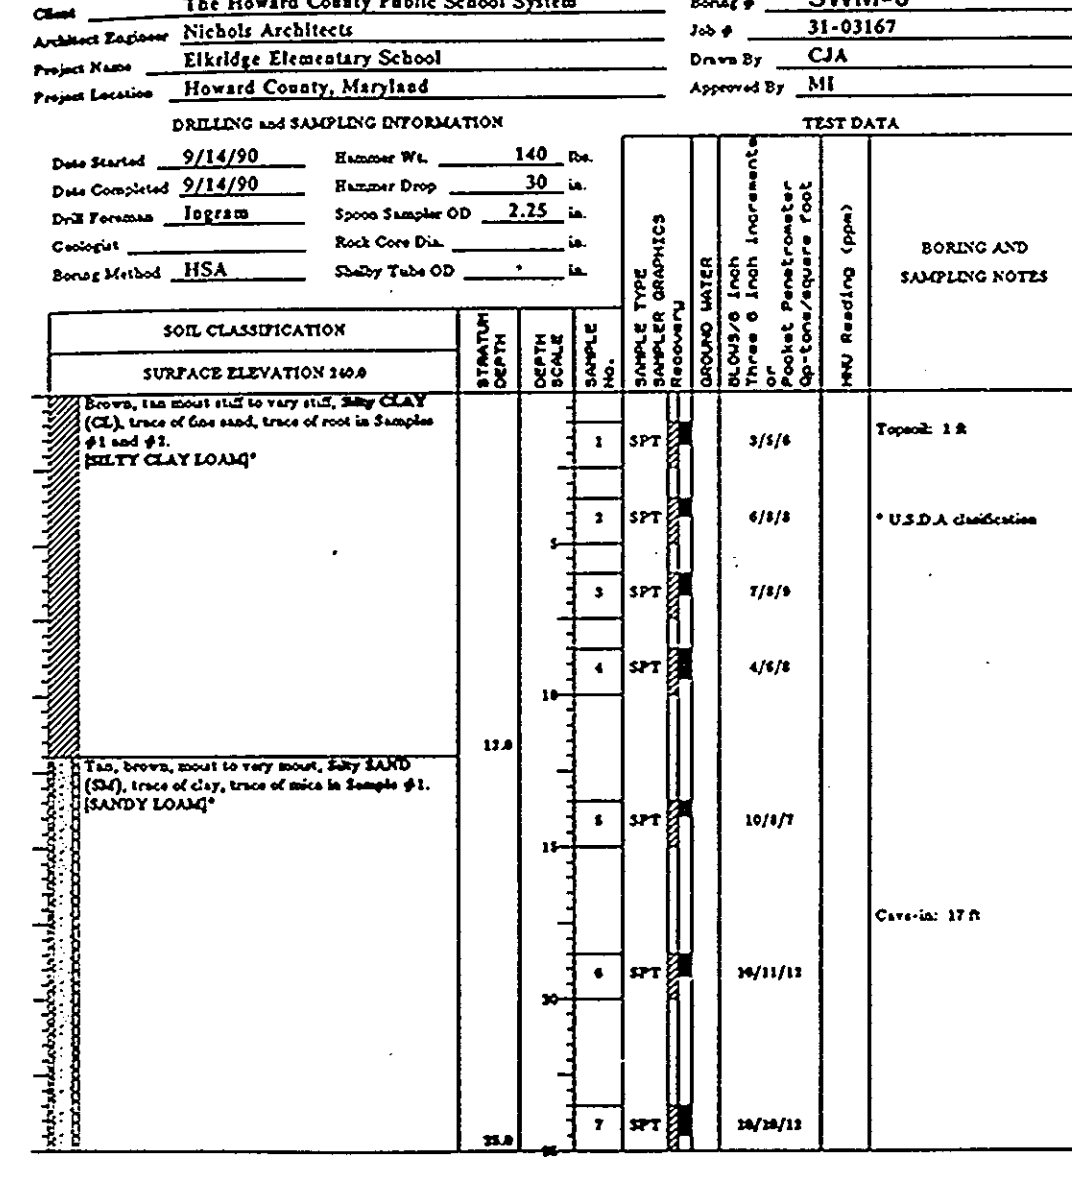 Client The Howard County Public School System
Architect Engineer Nichols Architects
Project Name Elkridge Elementary School
Project Location Howard County, Maryland
Boring #
Job # 31-03167
Drawn By CJA
Approved By MI
DRILLING and SAMPLING INFORMATION
Date Started 9/14/90
Date Completed 9/14/90
Drill Foreman Ingram
Geologist
Boring Method HSA
Hammer Wt. 140 lbs.
Hammer Drop 30 in.
Spoon Sampler OD 2.25 in.
Rock Core Dia. in.
Shelby Tube OD in.
TEST DATA
SOIL CLASSIFICATION
SURFACE ELEVATION 240.0
STRATUM DEPTH
DEPTH SCALE
SAMPLE No.
SAMPLE TYPE
SAMPLER GRAPHICS
Recovery
GROUND WATER
BLOWS/6 Inch
Three 6 Inch Increments
or
Pocket Penetrometer
Qp-tons/square foot
HNU Reading (ppm)
BORING AND
SAMPLING NOTES
Brown, tan moist stiff to very stiff, Silty CLAY
(CL), trace of fine sand, trace of root in Samples
#1 and #2.
[SILTY CLAY LOAM]*
1 SPT 3/5/6 Topsoil: 1 ft
2 SPT 6/8/8 * U.S.D.A clasification
5
3 SPT 7/8/9
4 SPT 4/6/8
10
12.0
Tan, brown, moist to very moist, Silty SAND
(SM), trace of clay, trace of mica in Sample
[SANDY LOAM]*
5 SPT 10/8/7
15
Cave-in: 17 ft
6 SPT
20
7 SPT
25.0